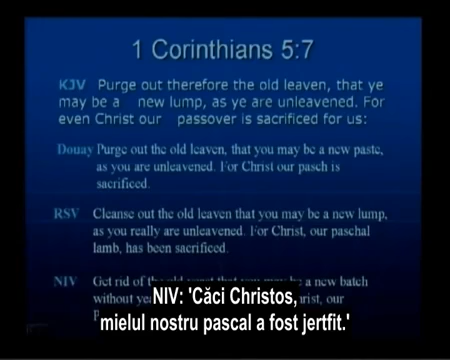 1 Corinthians 5:7
KJV Purge out therefore the old leaven, that ye
may be a new lump, as ye are unleavened. For
even Christ our passover is sacrificed for us:
Douay Purge out the old leaven, that you may be a new paste,
as you are unleavened. For Christ our pasch is
sacrificed.
RSV Cleanse out the old leaven that you may be a new lump,
as you really are unleavened. For Christ, our paschal
lamb, has been sacrificed.
NIV Get rid of the old yeast that you may be a new batch
without
our
NIV: 'Căci Christos,
mielul nostru pascal a fost jertfit.'